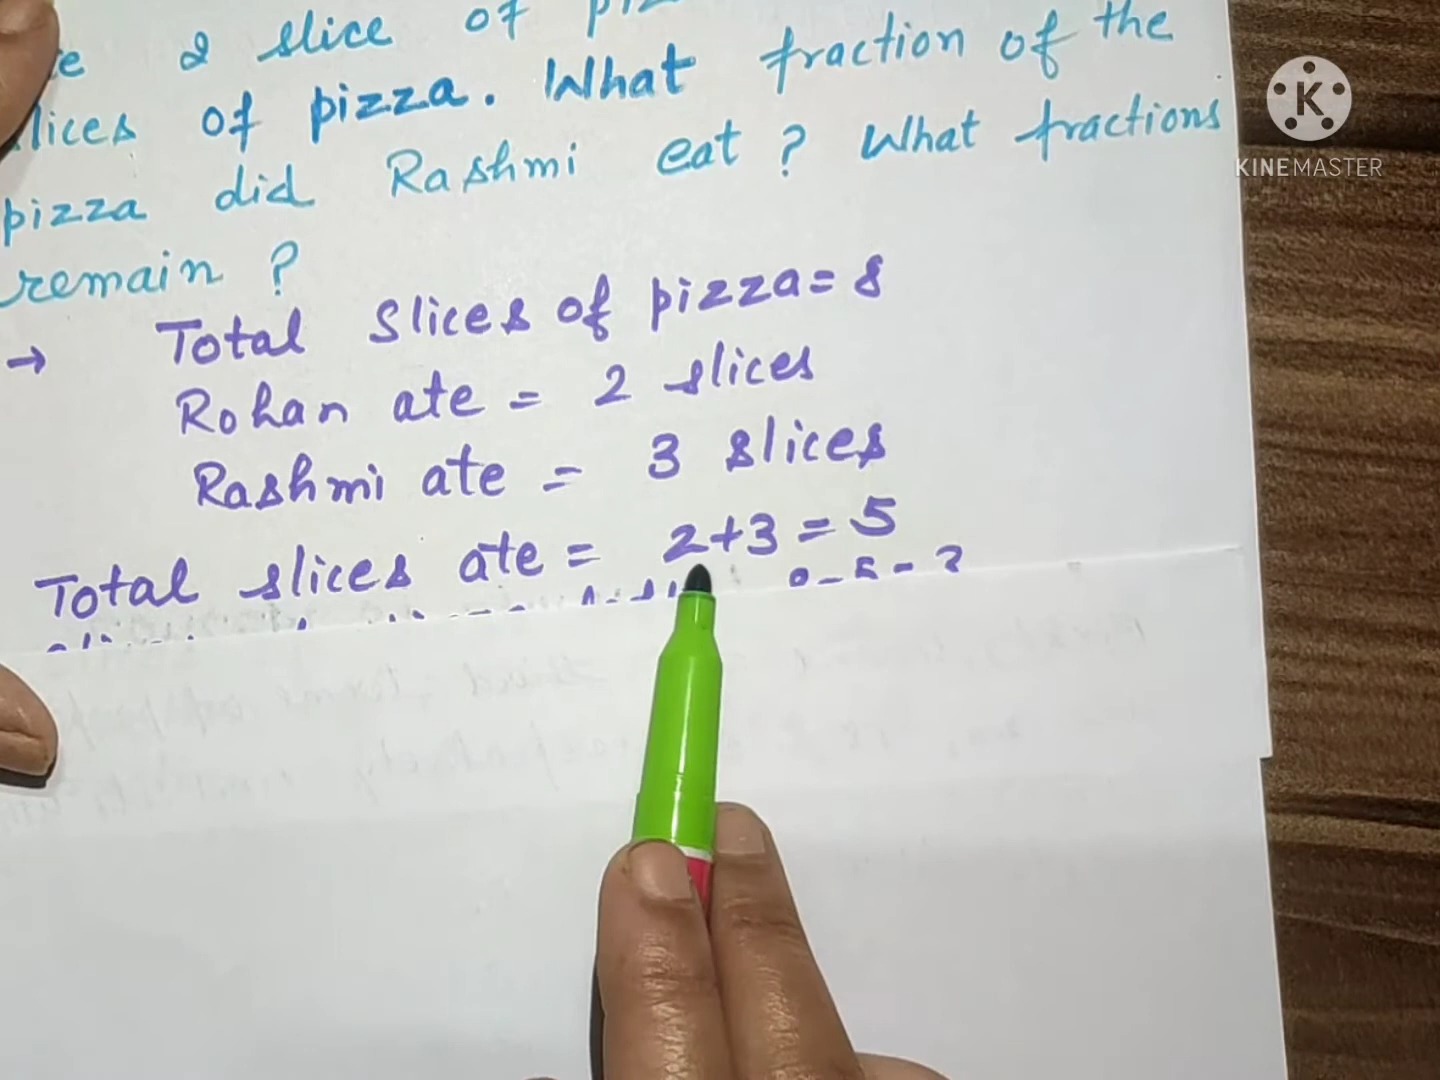 2 slice of
slices of pizza. What fraction of the
pizza did Rashmi eat ? What fractions
remain ?
→ Total slices of pizza = 8
Rohan ate = 2 slices
Rashmi ate = 3 slices
Total slices ate = 2+3 = 5
K
KINEMASTER